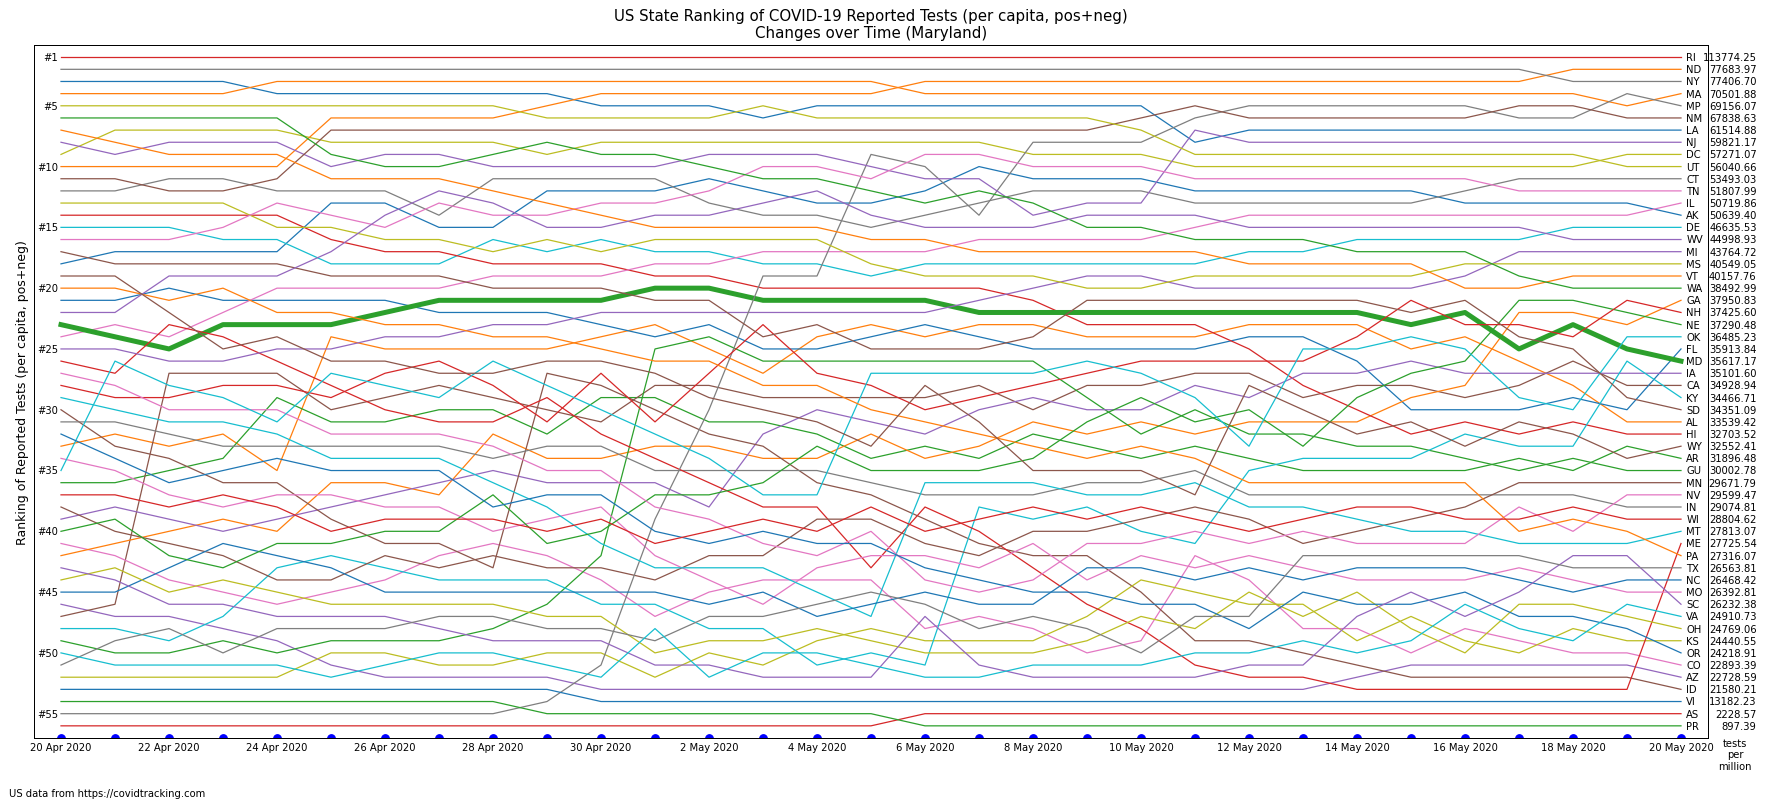 US State Ranking of COVID-19 Reported Tests (per capita, pos+neg)
Changes over Time (Maryland)
Ranking of Reported Tests (per capita, pos+neg)
#1
#5
#10
#15
#20
#25
#30
#35
#40
#45
#50
#55
RI 113774.25
ND 77683.97
NY 77406.70
MA 70501.88
MP 69156.07
NM 67838.63
LA 61514.88
NJ 59821.17
DC 57271.07
UT 56040.66
CT 53493.03
TN 51807.99
IL 50719.86
AK 50639.40
DE 46635.53
WV 44998.93
MI 43764.72
MS 40549.05
VT 40157.76
WA 38492.99
GA 37950.83
NH 37425.60
NE 37290.48
OK 36485.23
FL 35913.84
MD 35617.17
IA 35101.60
CA 34928.94
KY 34466.71
SD 34351.09
AL 33539.42
HI 32703.52
WY 32552.41
AR 31896.48
GU 30002.78
MN 29671.79
NV 29599.47
IN 29074.81
WI 28804.62
MT 27813.07
ME 27725.54
PA 27316.07
TX 26563.81
NC 26468.42
MO 26392.81
SC 26232.38
VA 24910.73
OH 24769.06
KS 24440.55
OR 24218.91
CO 22893.39
AZ 22728.59
ID 21580.21
VI 13182.23
AS 2228.57
PR 897.39
20 Apr 2020 22 Apr 2020 24 Apr 2020 26 Apr 2020 28 Apr 2020 30 Apr 2020 2 May 2020 4 May 2020 6 May 2020 8 May 2020 10 May 2020 12 May 2020 14 May 2020 16 May 2020 18 May 2020 20 May 2020
tests
per
million
US data from https://covidtracking.com